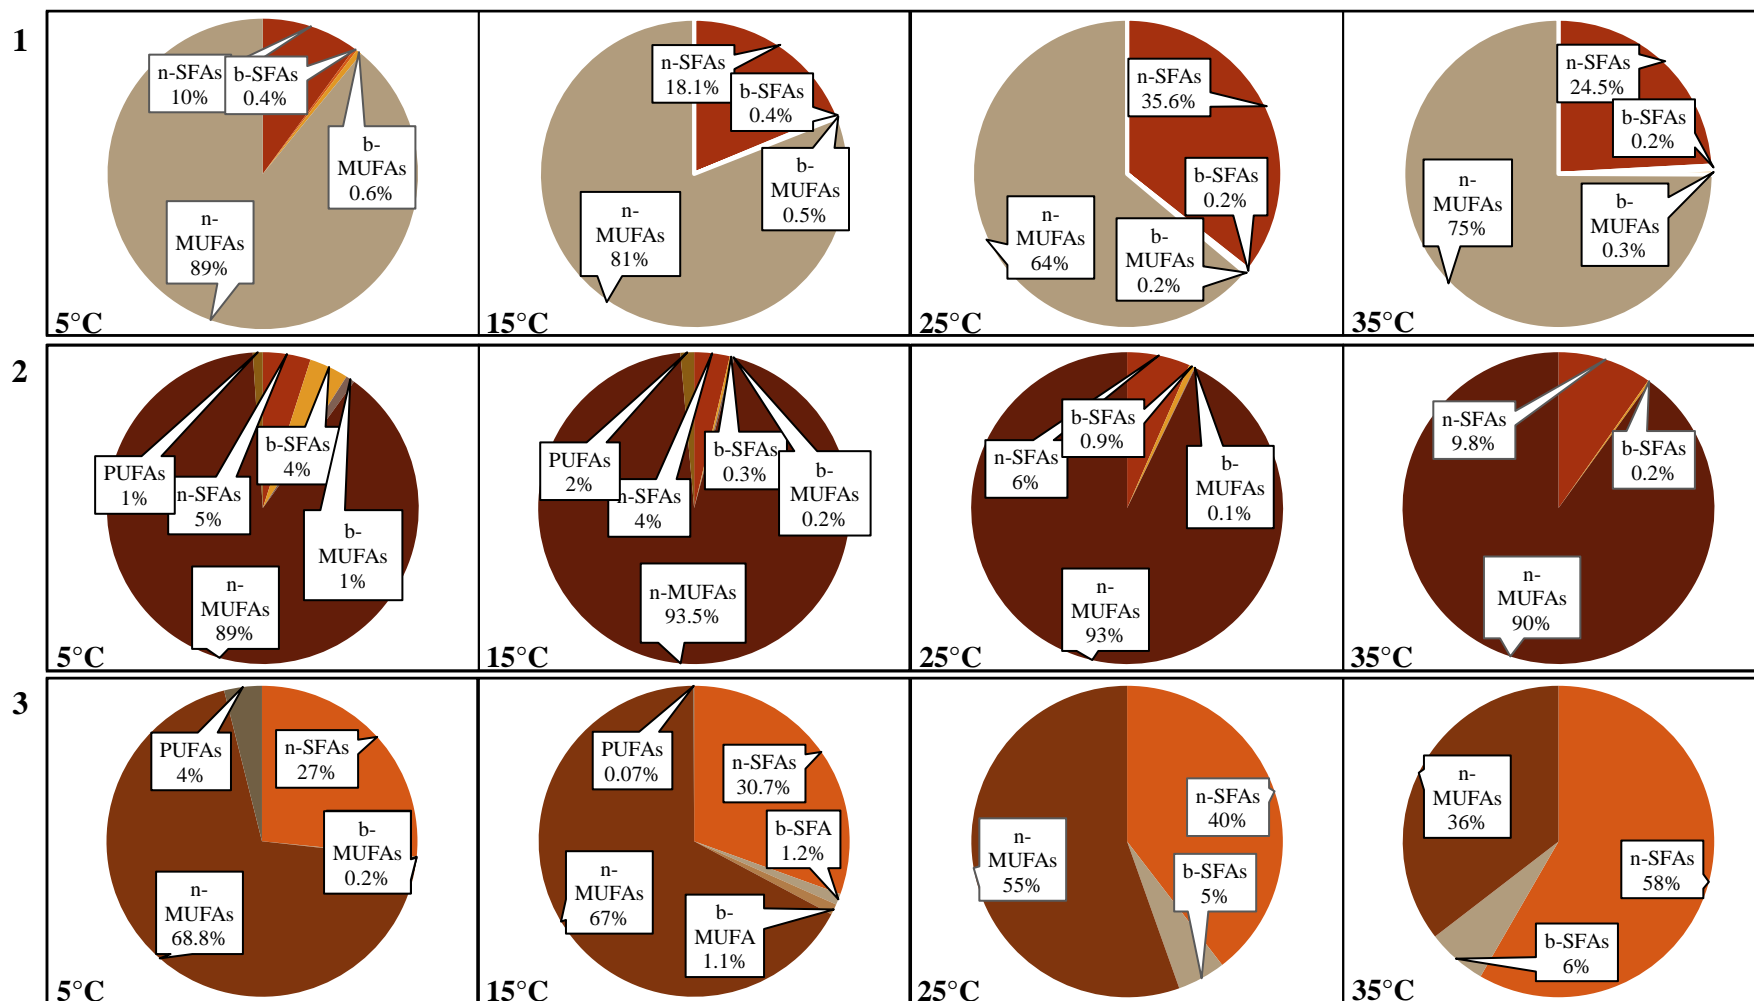 1
n-SFAs
10%
b-SFAs
0.4%
b-
MUFAs
0.6%
n-
MUFAs
89%
5°C
n-SFAs
18.1%
b-SFAs
0.4%
b-
MUFAs
0.5%
n-
MUFAs
81%
15°C
n-SFAs
35.6%
b-SFAs
0.2%
b-
MUFAs
0.2%
n-
MUFAs
64%
25°C
n-SFAs
24.5%
b-SFAs
0.2%
b-
MUFAs
0.3%
n-
MUFAs
75%
35°C
2
PUFAs
1%
n-SFAs
5%
b-SFAs
4%
b-
MUFAs
1%
n-
MUFAs
89%
5°C
PUFAs
2%
n-SFAs
4%
b-SFAs
0.3%
b-
MUFAs
0.2%
n-MUFAs
93.5%
15°C
n-SFAs
6%
b-SFAs
0.9%
b-
MUFAs
0.1%
n-
MUFAs
93%
25°C
n-SFAs
9.8%
b-SFAs
0.2%
n-
MUFAs
90%
35°C
3
PUFAs
4%
n-SFAs
27%
b-
MUFAs
0.2%
n-
MUFAs
68.8%
5°C
PUFAs
0.07%
n-SFAs
30.7%
b-SFA
1.2%
b-
MUFA
1.1%
n-
MUFAs
67%
15°C
n-SFAs
40%
b-SFAs
5%
n-
MUFAs
55%
25°C
n-
MUFAs
36%
n-SFAs
58%
b-SFAs
6%
35°C